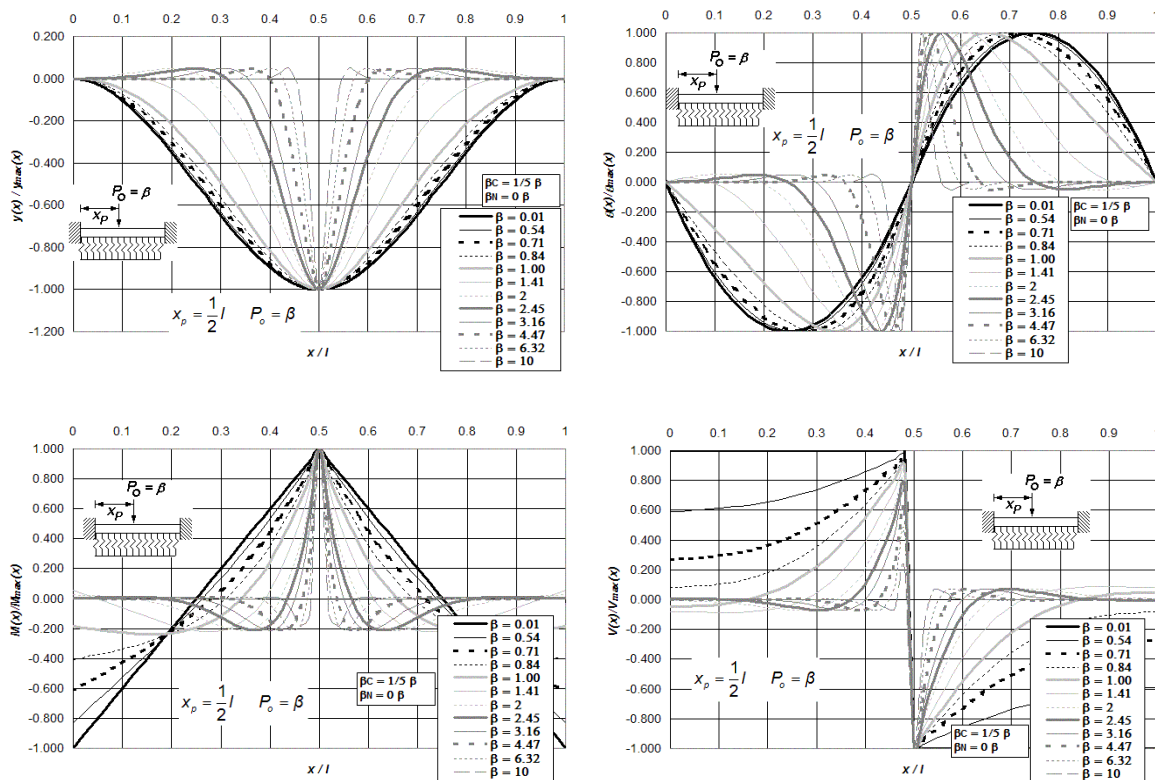 0 0.1 0.2 0.3 0.4 0.5 0.6 0.7 0.8 0.9 1
0.200
0.000
-0.200
-0.400
-0.600
-0.800
-1.000
-1.200
y(x) / ymax(x)
x / l
Po = β
xP
xp = 1/2 l Po = β
βC = 1/5 β
βN = 0 β
β = 0.01
β = 0.54
β = 0.71
β = 0.84
β = 1.00
β = 1.41
β = 2
β = 2.45
β = 3.16
β = 4.47
β = 6.32
β = 10
0 0.1 0.2 0.3 0.4 0.5 0.6 0.7 0.8 0.9 1
1.000
0.800
0.600
0.400
0.200
0.000
-0.200
-0.400
-0.600
-0.800
-1.000
x / l
Po = β
xP
xp = 1/2 l Po = β
βC = 1/5 β
βN = 0 β
β = 0.01
β = 0.54
β = 0.71
β = 0.84
β = 1.00
β = 1.41
β = 2
β = 2.45
β = 3.16
β = 4.47
β = 6.32
β = 10
0 0.1 0.2 0.3 0.4 0.5 0.6 0.7 0.8 0.9 1
1.000
0.800
0.600
0.400
0.200
0.000
-0.200
-0.400
-0.600
-0.800
-1.000
M(x)/Mmax(x)
x / l
Po = β
xP
xp = 1/2 l Po = β
βC = 1/5 β
βN = 0 β
β = 0.01
β = 0.54
β = 0.71
β = 0.84
β = 1.00
β = 1.41
β = 2
β = 2.45
β = 3.16
β = 4.47
β = 6.32
β = 10
0 0.1 0.2 0.3 0.4 0.5 0.6 0.7 0.8 0.9 1
1.000
0.800
0.600
0.400
0.200
0.000
-0.200
-0.400
-0.600
-0.800
-1.000
V(x)/Vmax(x)
x / l
Po = β
xP
xp = 1/2 l Po = β
βC = 1/5 β
βN = 0 β
β = 0.01
β = 0.54
β = 0.71
β = 0.84
β = 1.00
β = 1.41
β = 2
β = 2.45
β = 3.16
β = 4.47
β = 6.32
β = 10